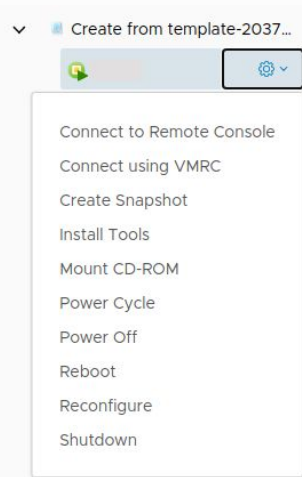 Create from template-2037...
Connect to Remote Console
Connect using VMRC
Create Snapshot
Install Tools
Mount CD-ROM
Power Cycle
Power Off
Reboot
Reconfigure
Shutdown